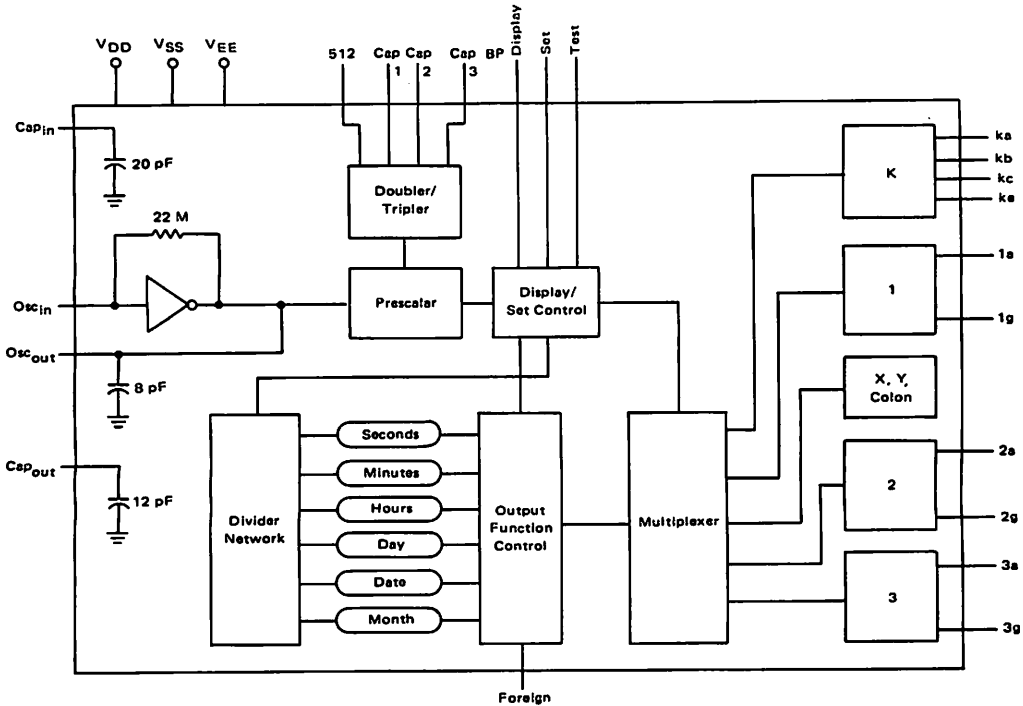 VDD
VSS
VEE
512
Cap 1
Cap 2
Cap 3
BP
Display
Set
Test
Capin
20 pF
22 M
Oscin
Oscout
8 pF
Capout
12 pF
Doubler/
Tripler
Prescalar
Display/
Set Control
Divider
Network
Seconds
Minutes
Hours
Day
Date
Month
Output
Function
Control
Multiplexer
K
ka
kb
kc
ke
1
1a
1g
X, Y,
Colon
2
2a
2g
3
3a
3g
Foreign